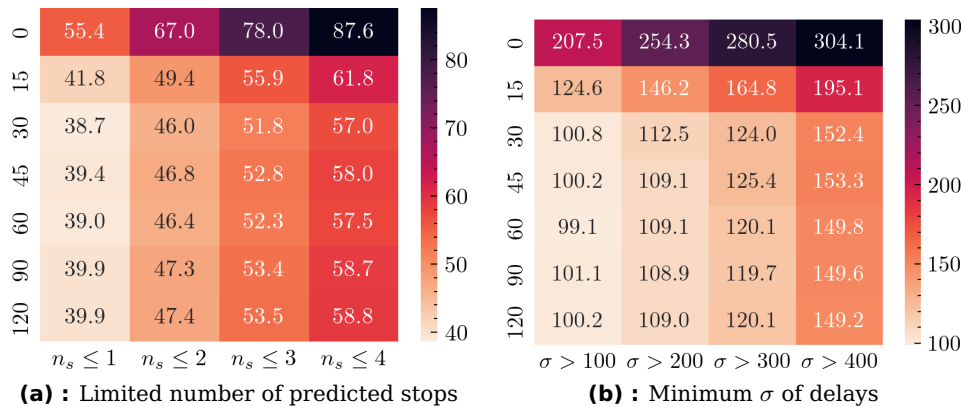 0 55.4 67.0 78.0 87.6
15 41.8 49.4 55.9 61.8
30 38.7 46.0 51.8 57.0
45 39.4 46.8 52.8 58.0
60 39.0 46.4 52.3 57.5
90 39.9 47.3 53.4 58.7
120 39.9 47.4 53.5 58.8
n_s ≤ 1 n_s ≤ 2 n_s ≤ 3 n_s ≤ 4
80
70
60
50
40
(a) : Limited number of predicted stops
0 207.5 254.3 280.5 304.1
15 124.6 146.2 164.8 195.1
30 100.8 112.5 124.0 152.4
45 100.2 109.1 125.4 153.3
60 99.1 109.1 120.1 149.8
90 101.1 108.9 119.7 149.6
120 100.2 109.0 120.1 149.2
σ > 100 σ > 200 σ > 300 σ > 400
300
250
200
150
100
(b) : Minimum σ of delays